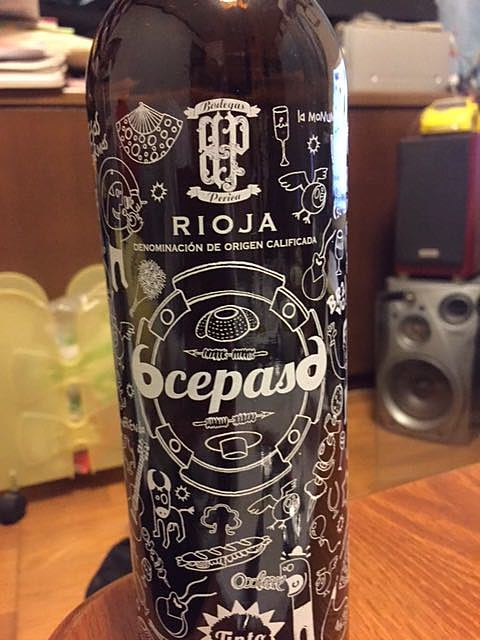 Bodegas
Perica
la MONUM
RIOJA
DENOMINACIÓN DE ORIGEN CALIFICADA
6cepas6
Tinto